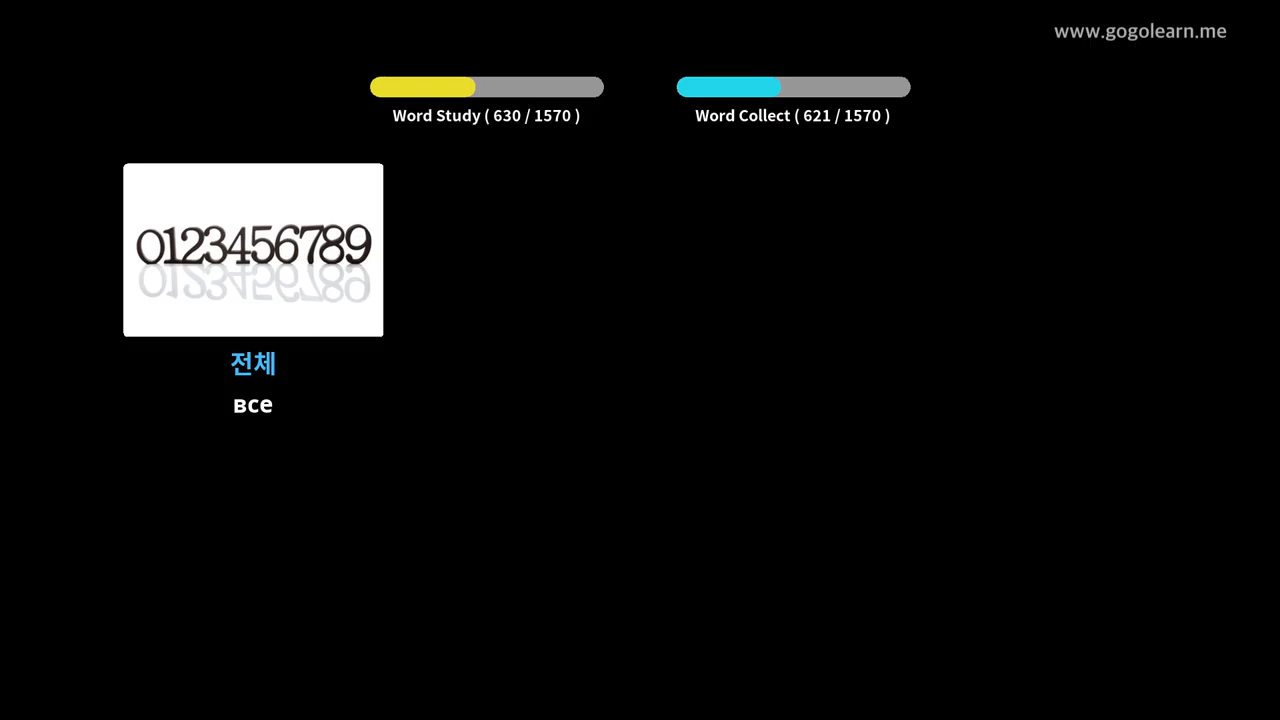 www.gogolearn.me
Word Study ( 630 / 1570 )
Word Collect ( 621 / 1570 )
0123456789
전체
все